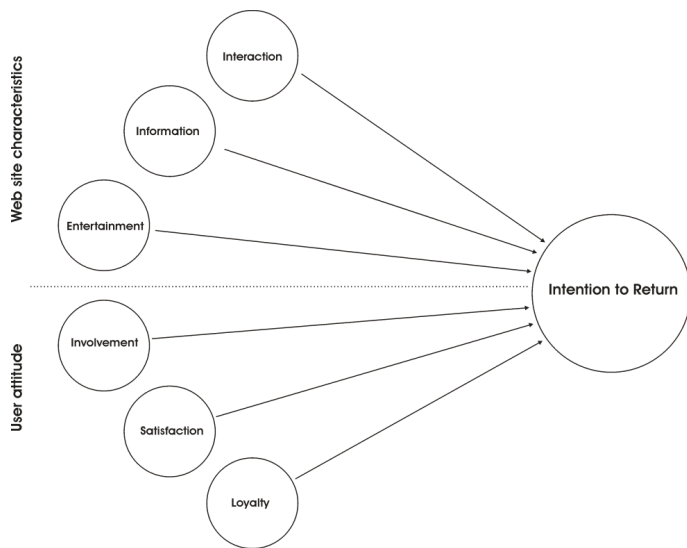 Web site characteristics
Interaction
Information
Entertainment
Intention to Return
User attitude
Involvement
Satisfaction
Loyalty